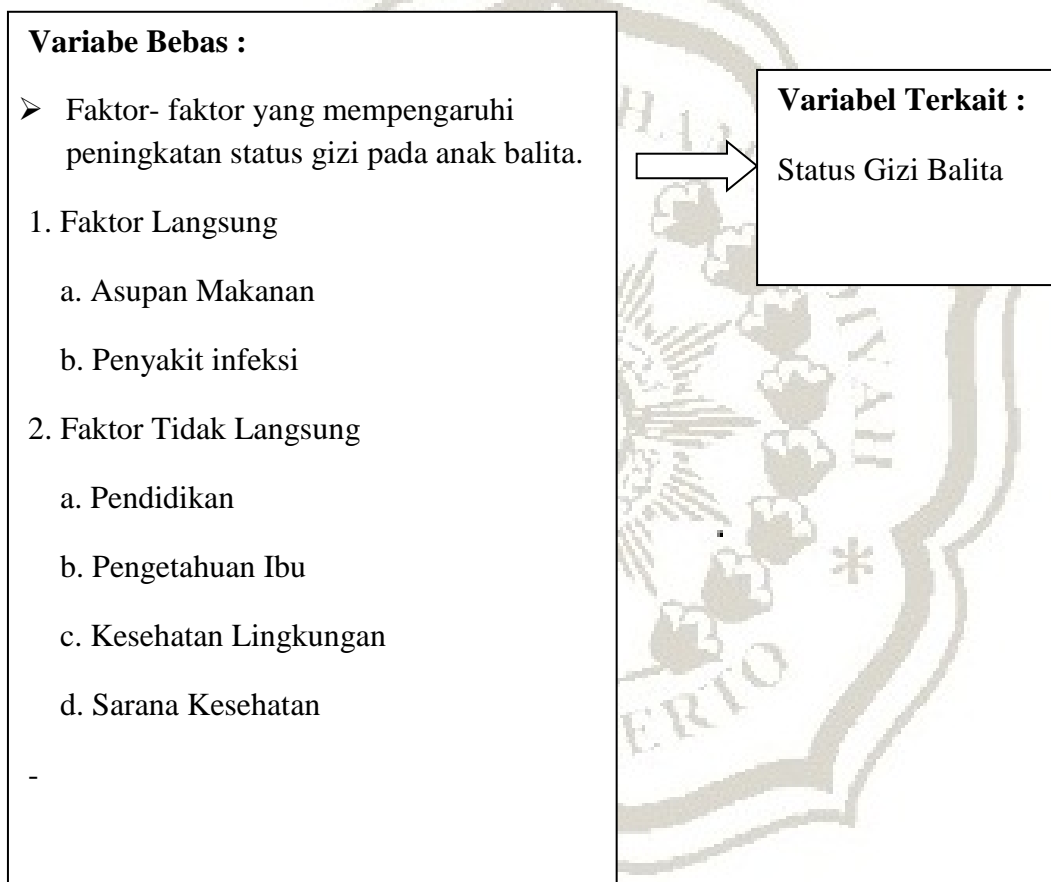 Variabe Bebas :
➢ Faktor- faktor yang mempengaruhi
peningkatan status gizi pada anak balita.
1. Faktor Langsung
a. Asupan Makanan
b. Penyakit infeksi
2. Faktor Tidak Langsung
a. Pendidikan
b. Pengetahuan Ibu
c. Kesehatan Lingkungan
d. Sarana Kesehatan
-
Variabel Terkait :
Status Gizi Balita